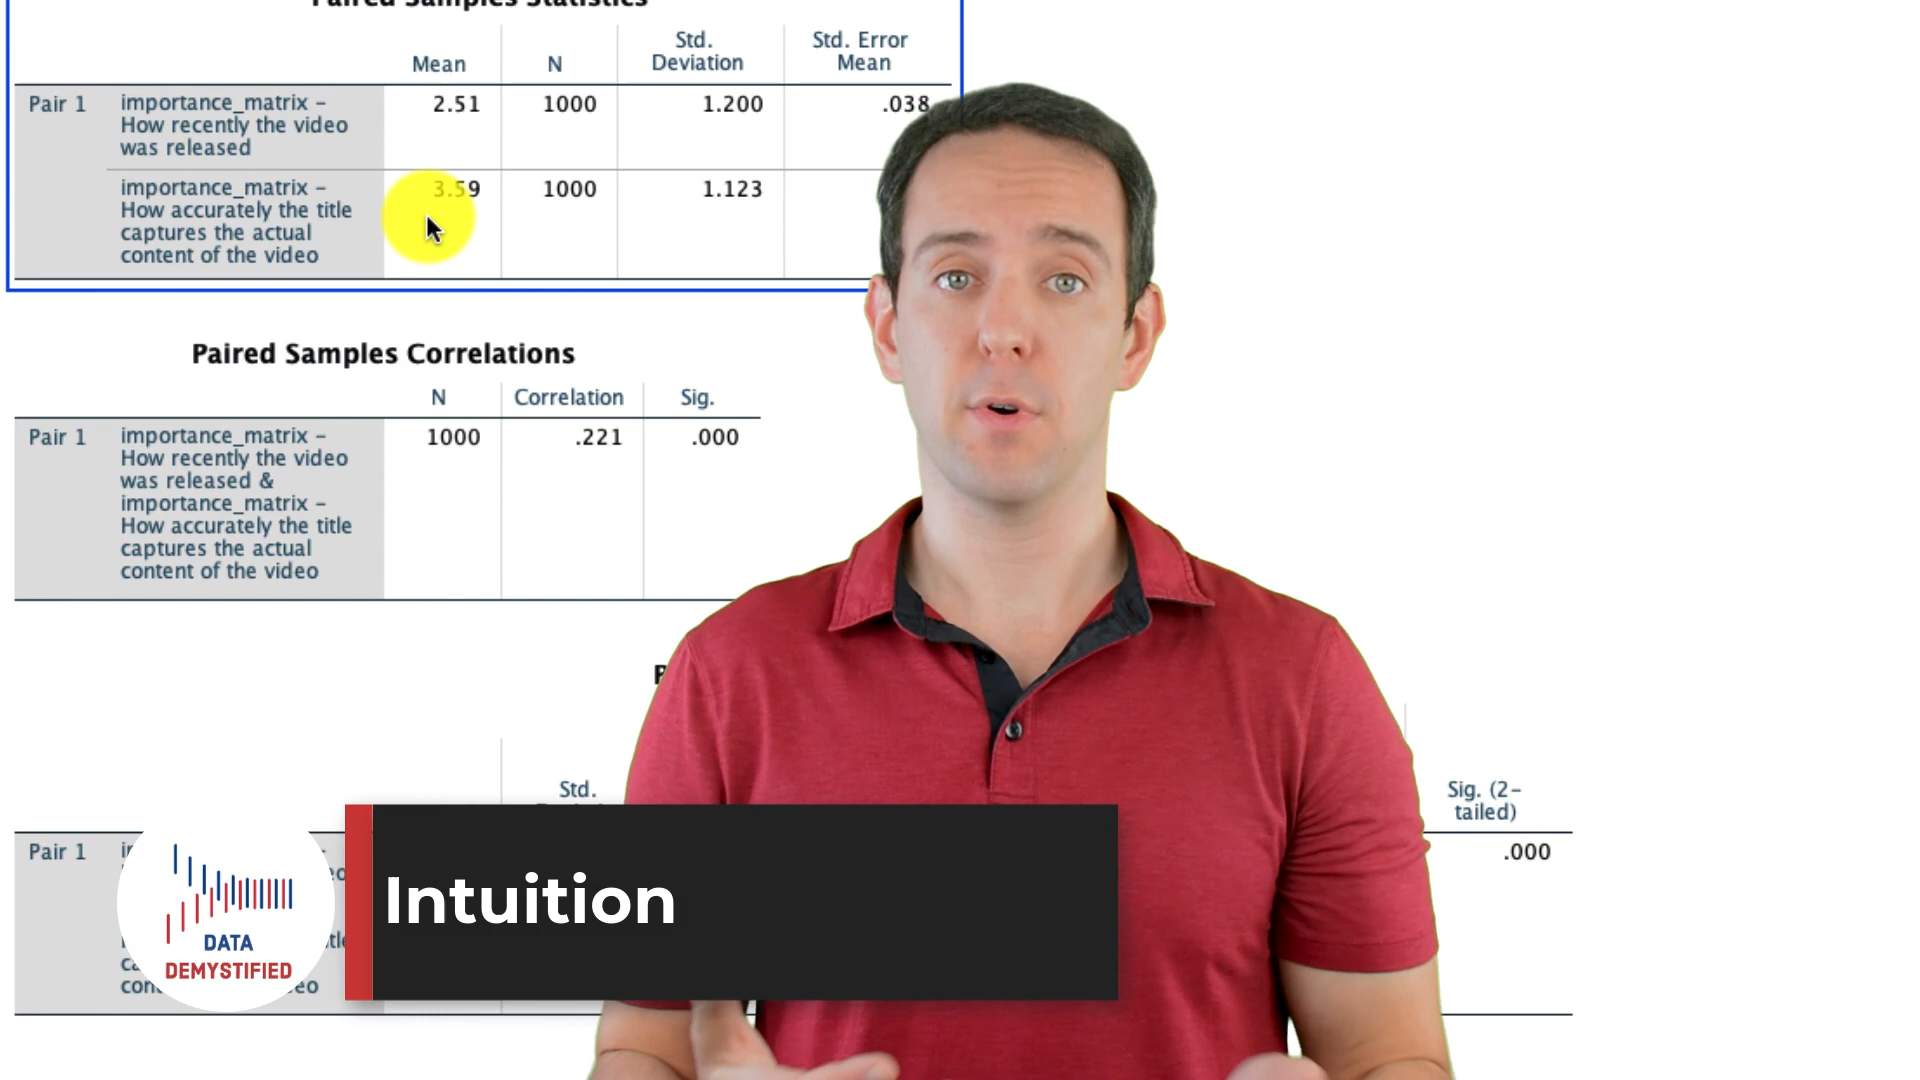 Paired Samples Statistics
Mean N Std. Deviation Std. Error Mean
Pair 1 importance_matrix – 2.51 1000 1.200 .038
How recently the video
was released
importance_matrix – 3.59 1000 1.123
How accurately the title
captures the actual
content of the video
Paired Samples Correlations
N Correlation Sig.
Pair 1 importance_matrix – 1000 .221 .000
How recently the video
was released &
importance_matrix –
How accurately the title
captures the actual
content of the video
Std.
Sig. (2-
tailed)
Pair 1 .000
Intuition
DATA
DEMYSTIFIED